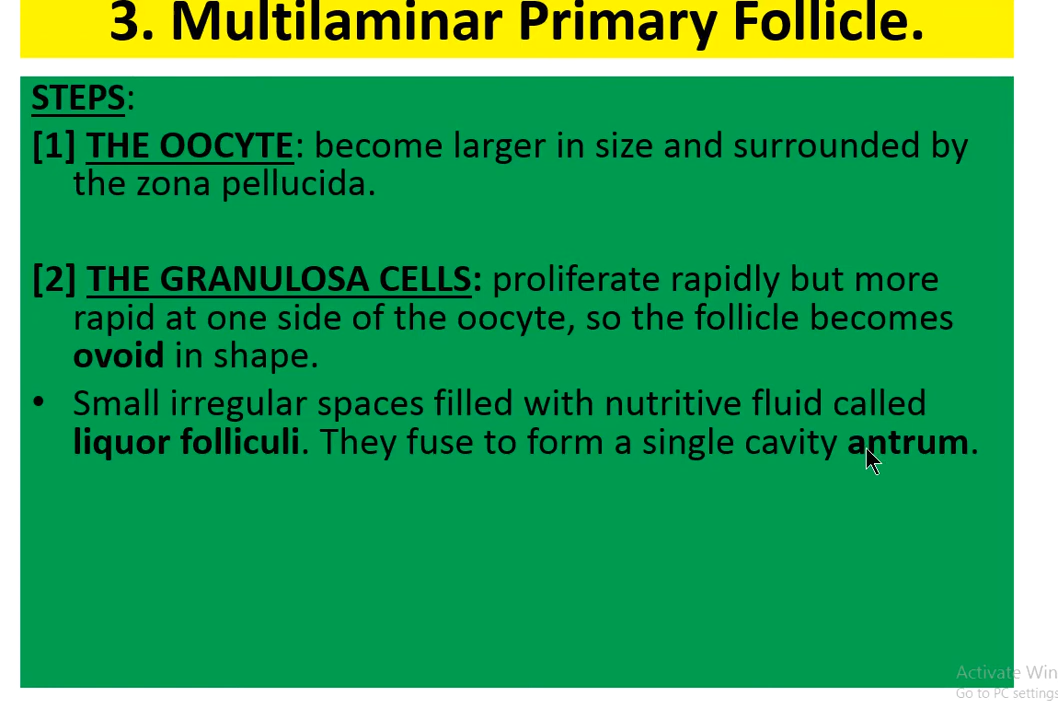 3. Multilaminar Primary Follicle.
STEPS:
[1] THE OOCYTE: become larger in size and surrounded by
the zona pellucida.
[2] THE GRANULOSA CELLS: proliferate rapidly but more
rapid at one side of the oocyte, so the follicle becomes
ovoid in shape.
• Small irregular spaces filled with nutritive fluid called
liquor folliculi. They fuse to form a single cavity antrum.
Activate Win
Go to PC settings